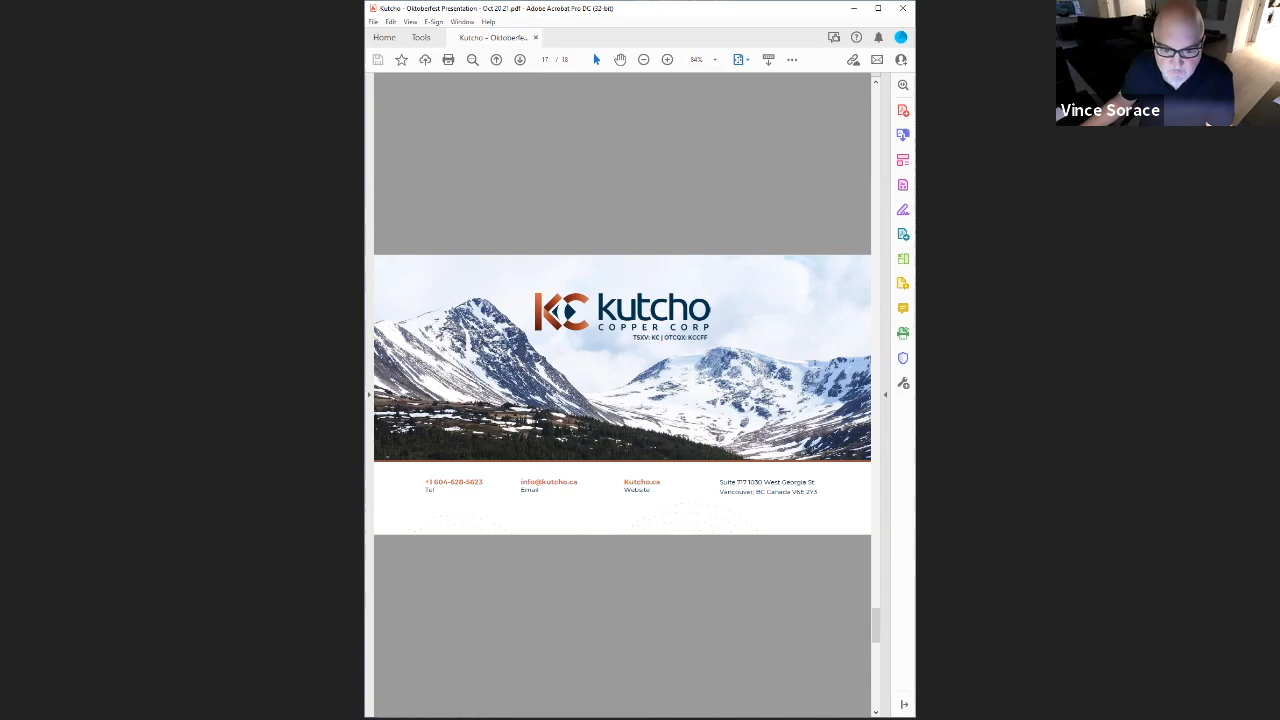 Kutcho - Oktoberfest Presentation - Oct 20.21.pdf - Adobe Acrobat Pro DC (32-bit)
File Edit View E-Sign Window Help
Home Tools Kutcho - Oktoberfe... ×
17 / 18 84%
Vince Sorace
KC kutcho
COPPER CORP
TSXV: KC | OTCQX: KCCFF
+1 604-628-5623 info@kutcho.ca Kutcho.ca Suite 717 1030 West Georgia St.
Tel Email Website Vancouver, BC Canada V6E 2Y3